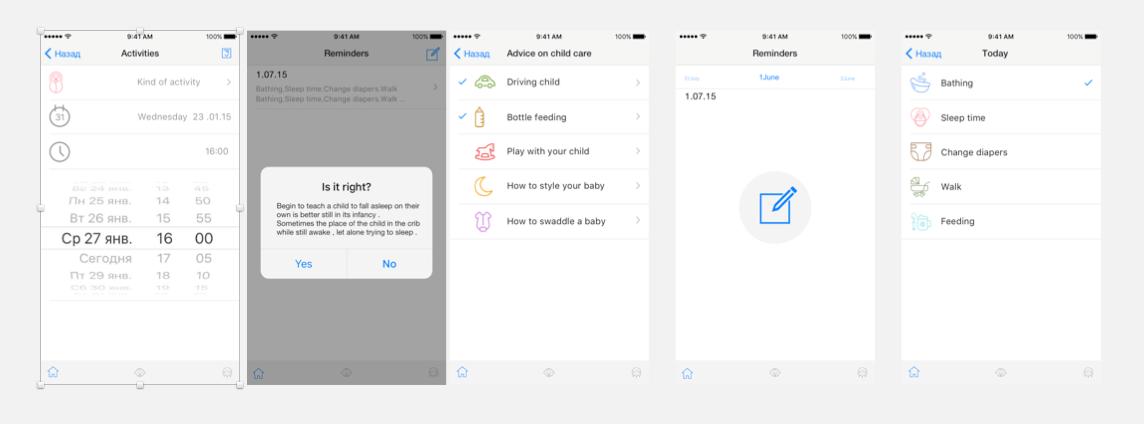 9:41 AM 100%
Назад Activities
Kind of activity
31 Wednesday 23 .01.15
16:00
Вс 24 янв. 13 45
Пн 25 янв. 14 50
Вт 26 янв. 15 55
Ср 27 янв. 16 00
Сегодня 17 05
Пт 29 янв. 18 10
Сб 30 янв. 19 15
9:41 AM 100%
Reminders
1.07.15
Bathing,Sleep time,Change diapers,Walk
Bathing,Sleep time,Change diapers,Walk ...
Is it right?
Begin to teach a child to fall asleep on their
own is better still in its infancy .
Sometimes the place of the child in the crib
while still awake , let alone trying to sleep .
Yes No
9:41 AM 100%
Назад Advice on child care
Driving child
Bottle feeding
Play with your child
How to style your baby
How to swaddle a baby
9:41 AM 100%
Reminders
1June
1.07.15
9:41 AM 100%
Назад Today
Bathing
Sleep time
Change diapers
Walk
Feeding